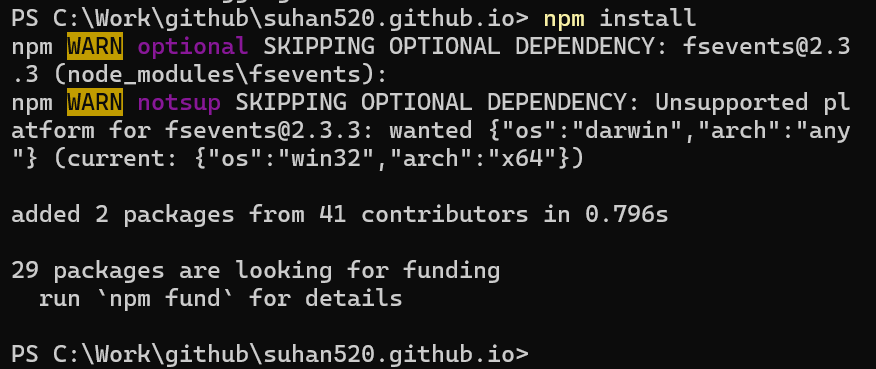 PS C:\Work\github\suhan520.github.io> npm install
npm WARN optional SKIPPING OPTIONAL DEPENDENCY: fsevents@2.3
.3 (node_modules\fsevents):
npm WARN notsup SKIPPING OPTIONAL DEPENDENCY: Unsupported pl
atform for fsevents@2.3.3: wanted {"os":"darwin","arch":"any
"} (current: {"os":"win32","arch":"x64"})
added 2 packages from 41 contributors in 0.796s
29 packages are looking for funding
run `npm fund` for details
PS C:\Work\github\suhan520.github.io>